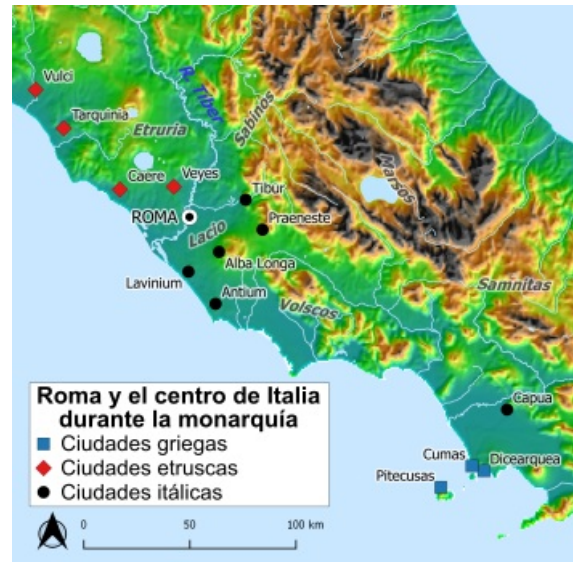 Vulci
R. Tíber
Tarquinia
Etruria
Sabinos
Marsos
Caere
Veyes
Tibur
ROMA
Praeneste
Lacio
Alba Longa
Lavinium
Antium
Volscos
Samnitas
Capua
Cumas
Dicearquea
Pitecusas
Roma y el centro de Italia
durante la monarquía
Ciudades griegas
Ciudades etruscas
Ciudades itálicas
0 50 100 km